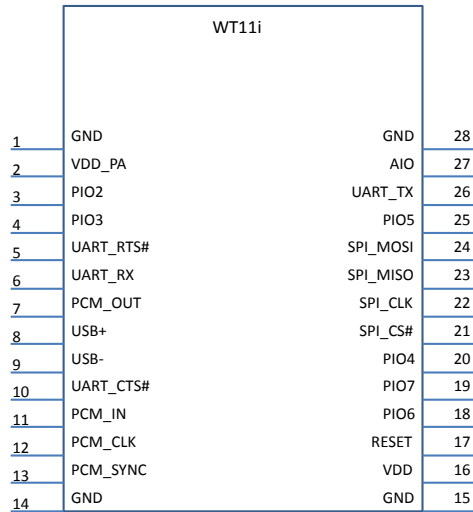 WT11i
1 GND GND 28
2 VDD_PA AIO 27
3 PIO2 UART_TX 26
4 PIO3 PIO5 25
5 UART_RTS# SPI_MOSI 24
6 UART_RX SPI_MISO 23
7 PCM_OUT SPI_CLK 22
8 USB+ SPI_CS# 21
9 USB- PIO4 20
10 UART_CTS# PIO7 19
11 PCM_IN PIO6 18
12 PCM_CLK RESET 17
13 PCM_SYNC VDD 16
14 GND GND 15